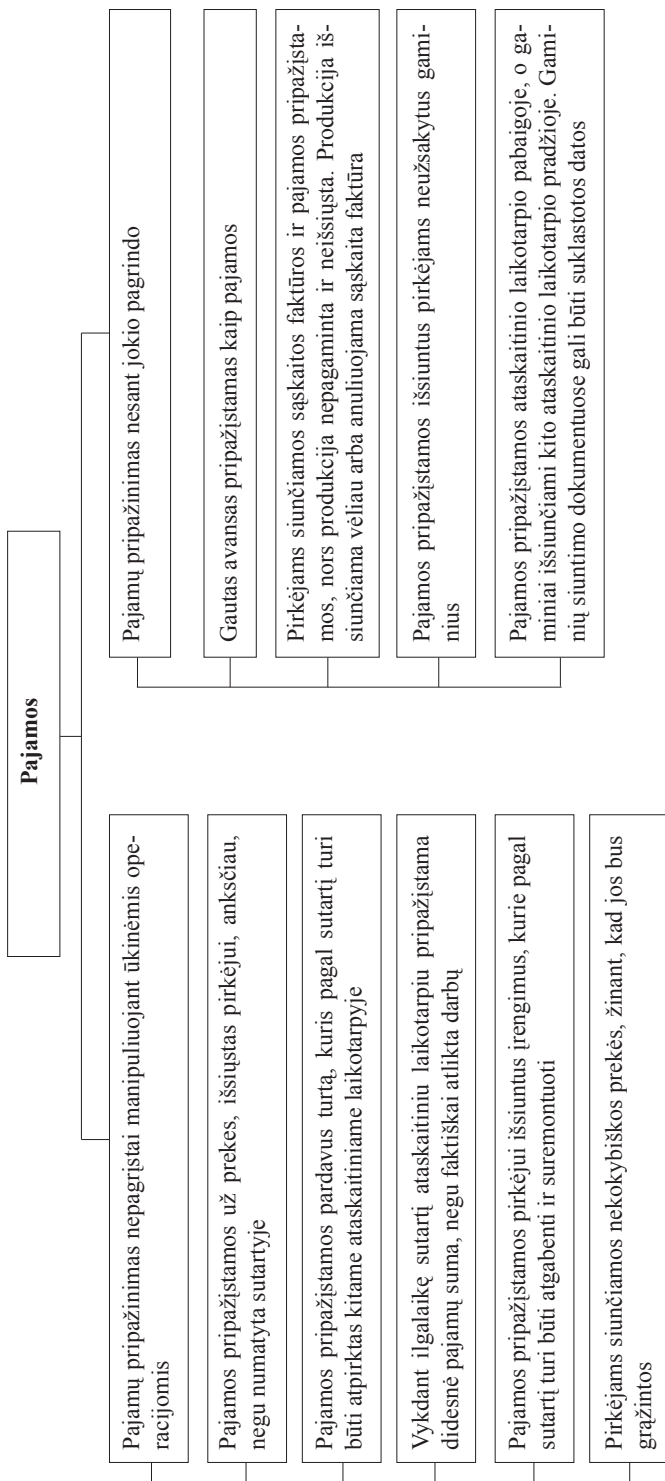 Pajamos
Pajamų pripažinimas nepagrįstai manipuliuojant ūkinėmis ope-
racijomis
Pajamos pripažįstamos už prekes, išsiųstas pirkėjui, anksčiau,
negu numatyta sutartyje
Pajamos pripažįstamos pardavus turtą, kuris pagal sutartį turi
būti atpirktas kitame ataskaitiniame laikotarpyje
Vykdant ilgalaikę sutartį ataskaitiniu laikotarpiu pripažįstama
didesnė pajamų suma, negu faktiškai atlikta darbų
Pajamos pripažįstamos pirkėjui išsiuntus įrengimus, kurie pagal
sutartį turi būti atgabenti ir suremontuoti
Pirkėjams siunčiamos nekokybiškos prekės, žinant, kad jos bus
grąžintos
Pajamų pripažinimas nesant jokio pagrindo
Gautas avansas pripažįstamas kaip pajamos
Pirkėjams siunčiamos sąskaitos faktūros ir pajamos pripažįsta-
mos, nors produkcija nepagaminta ir neišsiųsta. Produkcija iš-
siunčiama vėliau arba anuliuojama sąskaita faktūra
Pajamos pripažįstamos išsiuntus pirkėjams neužsakytus gami-
nius
Pajamos pripažįstamos ataskaitinio laikotarpio pabaigoje, o ga-
miniai išsiunčiami kito ataskaitinio laikotarpio pradžioje. Gami-
nių siuntimo dokumentuose gali būti suklastotos datos